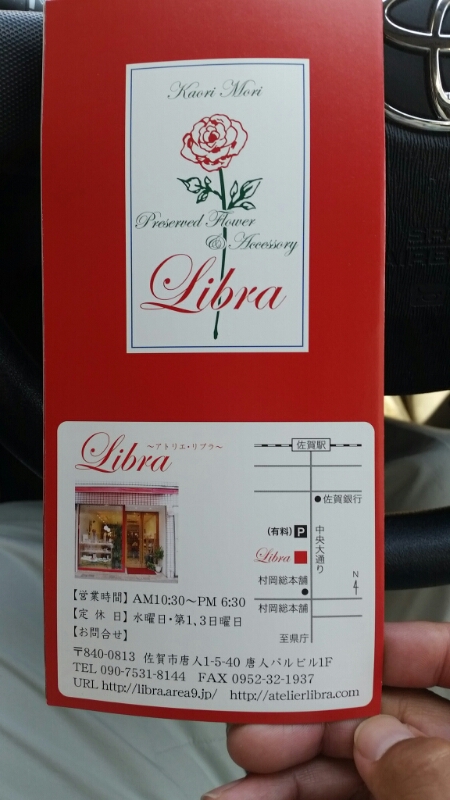 Kaori Mori
Preserved Flower
& Accessory
Libra
Libra ～アトリエ・リブラ～
佐賀駅
佐賀銀行
(有料) P
中央大通り
Libra
村岡総本舗
村岡総本舗
N
至県庁
【営業時間】AM10:30～PM 6:30
【定 休 日】水曜日・第1,3日曜日
【お問合せ】
〒840-0813 佐賀市唐人1-5-40 唐人パルビル1F
TEL 090-7531-8144 FAX 0952-32-1937
URL http://libra.area9.jp/ http://atelierlibra.com